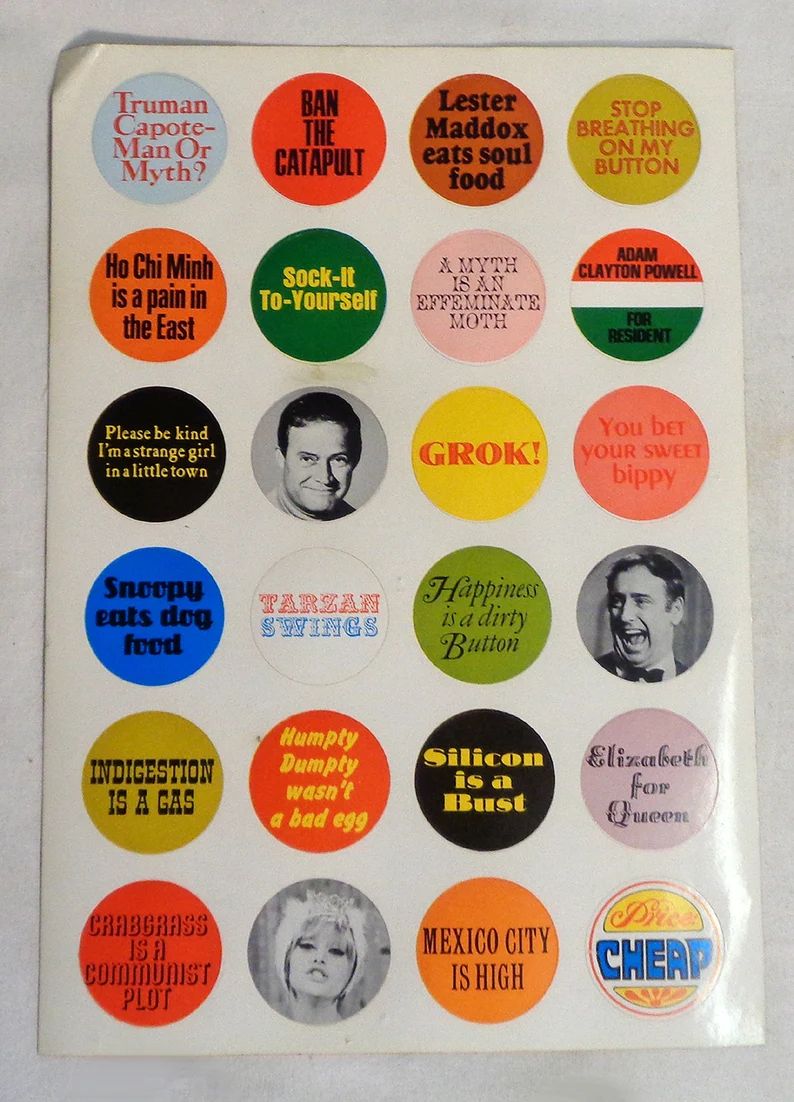 Truman
Capote-
Man Or
Myth?
BAN
THE
CATAPULT
Lester
Maddox
eats soul
food
STOP
BREATHING
ON MY
BUTTON
Ho Chi Minh
is a pain in
the East
Sock-It
To-Yourself
A MYTH
IS AN
EFFEMINATE
MOTH
ADAM
CLAYTON POWELL
FOR
RESIDENT
Please be kind
I'm a strange girl
in a little town
GROK!
You bet
your sweet
bippy
Snoopy
eats dog
food
TARZAN
SWINGS
Happiness
is a dirty
Button
INDIGESTION
IS A GAS
Humpty
Dumpty
wasn't
a bad egg
Silicon
is a
Bust
Elizabeth
for
Queen
CRABGRASS
IS A
COMMUNIST
PLOT
MEXICO CITY
IS HIGH
Price
CHEAP